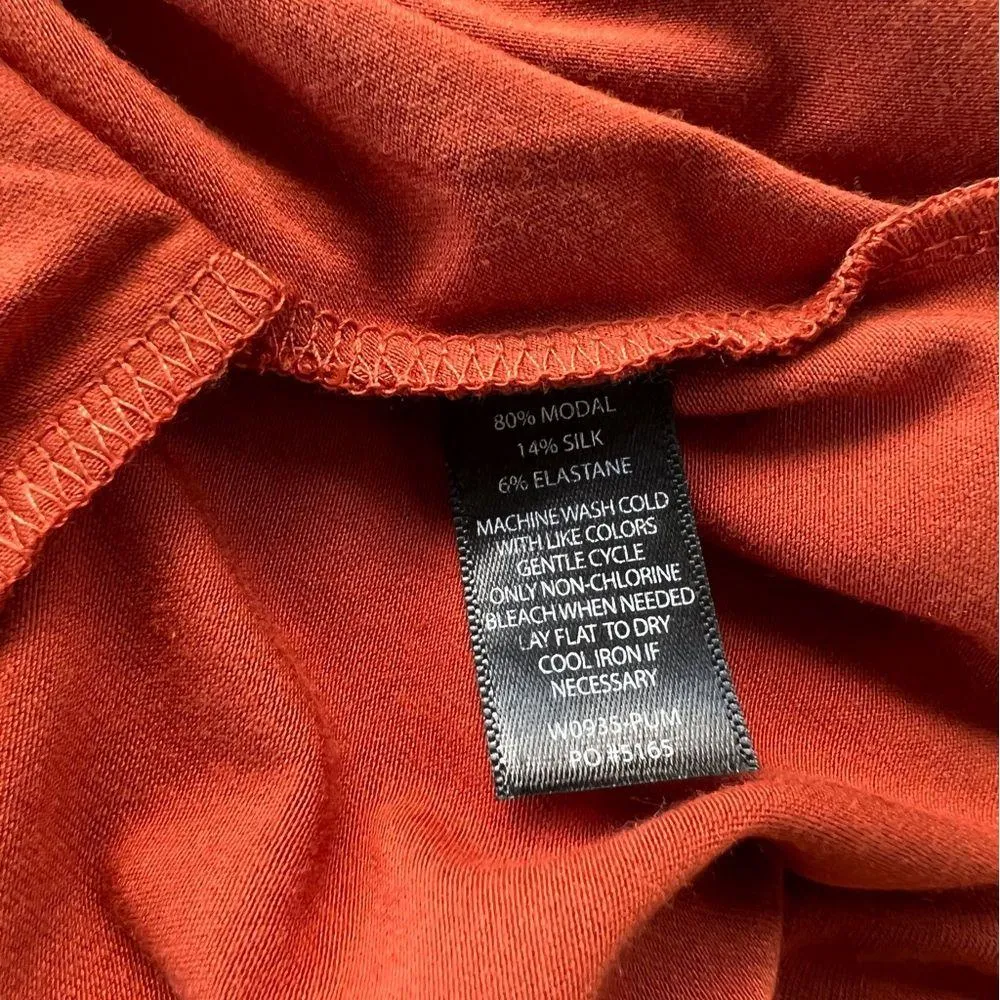 80% MODAL
14% SILK
6% ELASTANE
MACHINE WASH COLD
WITH LIKE COLORS
GENTLE CYCLE
ONLY NON-CHLORINE
BLEACH WHEN NEEDED
LAY FLAT TO DRY
COOL IRON IF
NECESSARY
W0935-PUM
PO #5165